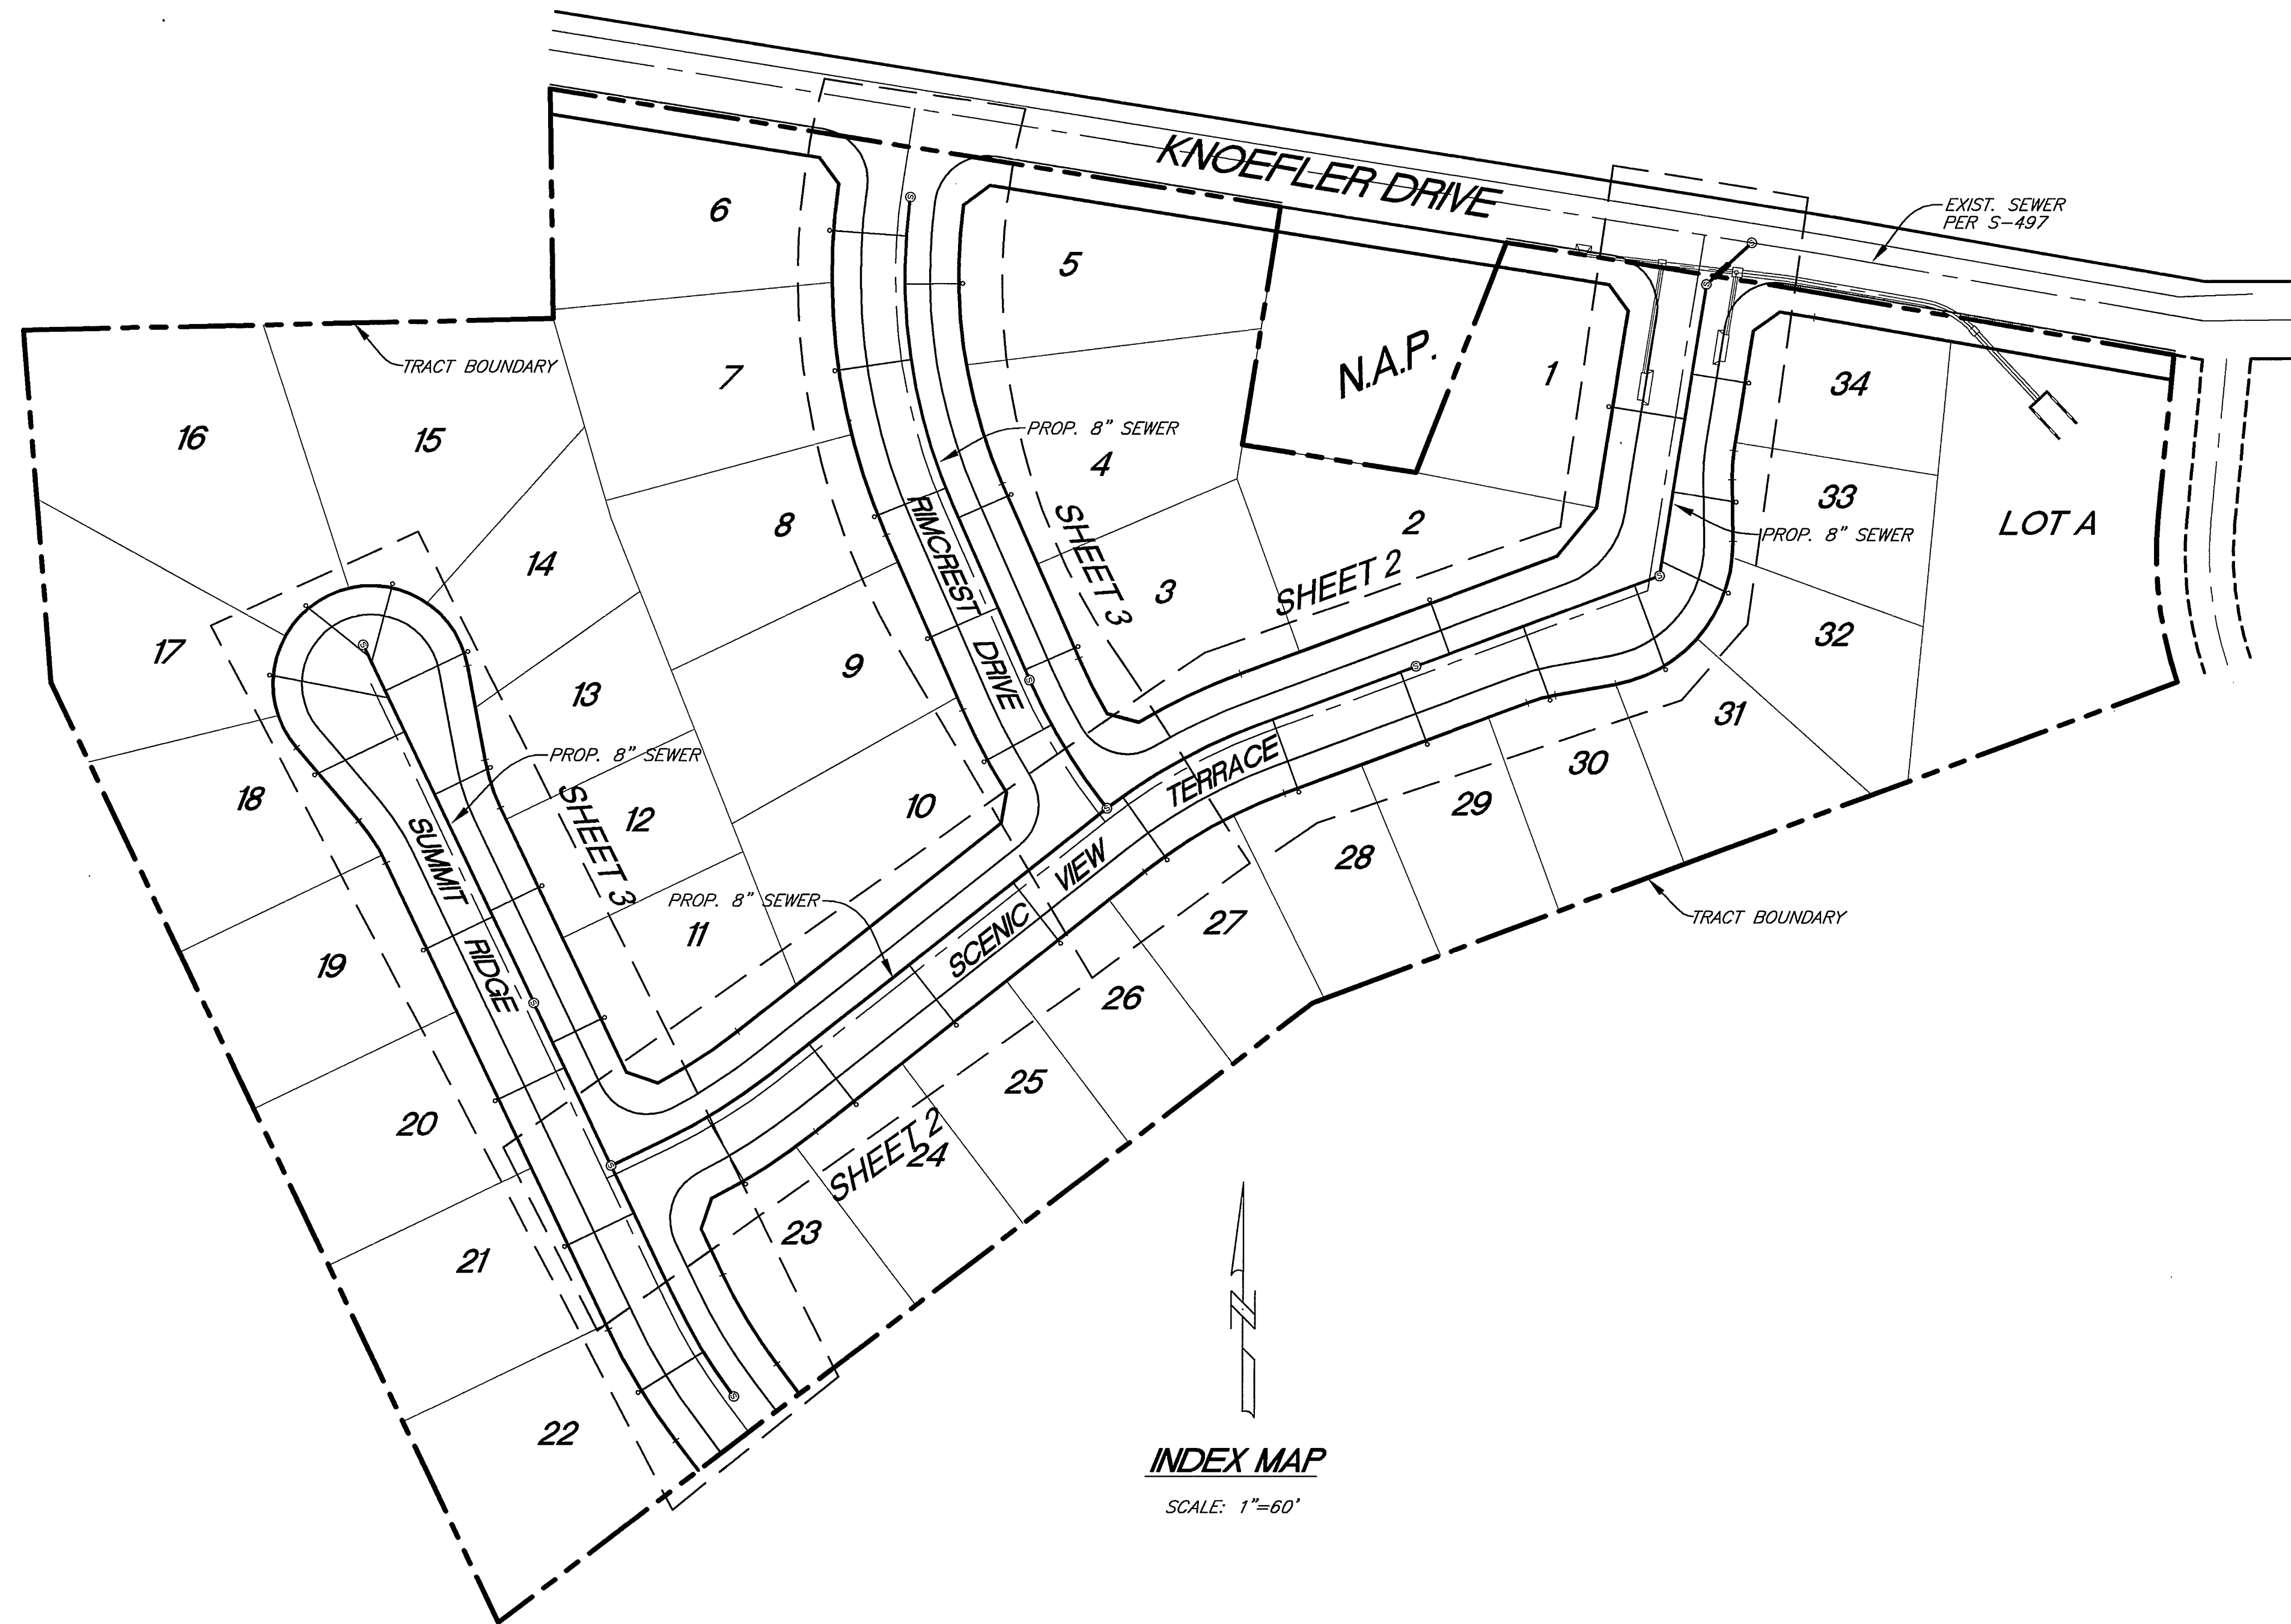 KNOEFLER DRIVE
EXIST. SEWER
PER S-497
6
5
N.A.P.
1
34
TRACT BOUNDARY
7
16
15
PROP. 8" SEWER
4
33
LOT A
RIMCREST
DRIVE
SHEET 3
8
2
PROP. 8" SEWER
14
3
SHEET 2
32
17
9
13
31
PROP. 8" SEWER
TERRACE
30
18
SHEET 3
12
10
29
SUMMIT
RIDGE
VIEW
28
PROP. 8" SEWER
SCENIC
27
TRACT BOUNDARY
19
11
26
20
25
SHEET 2
24
21
23
22
N
INDEX MAP
SCALE: 1"=60'
S
S
S
S
S
S
S
S
S
S
S